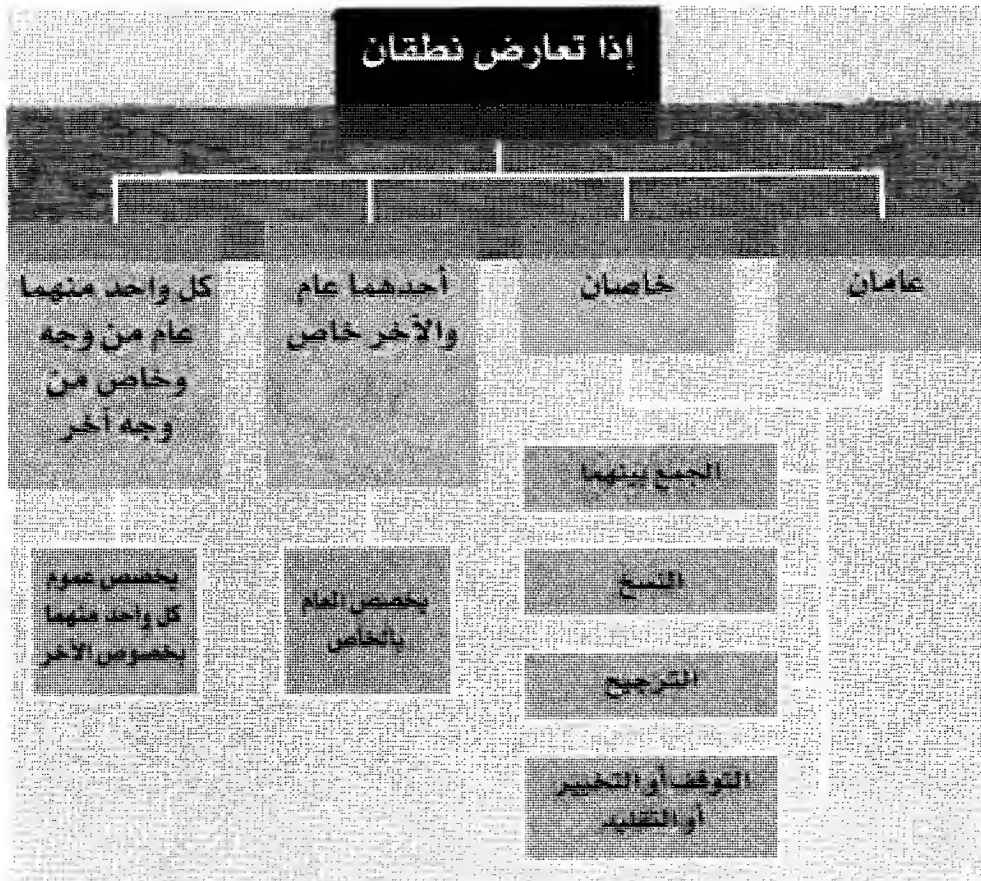 إذا تعارض نطقان
عامان
خاصان
أحدهما عام
والآخر خاص
كل واحد منهما
عام من وجه
وخاص من
وجه آخر
الجمع بينهما
النسخ
الترجيح
التوقف أو التخيير
أو التقليد
يخصص العام
بالخاص
يخصص عموم
كل واحد منهما
بخصوص الآخر